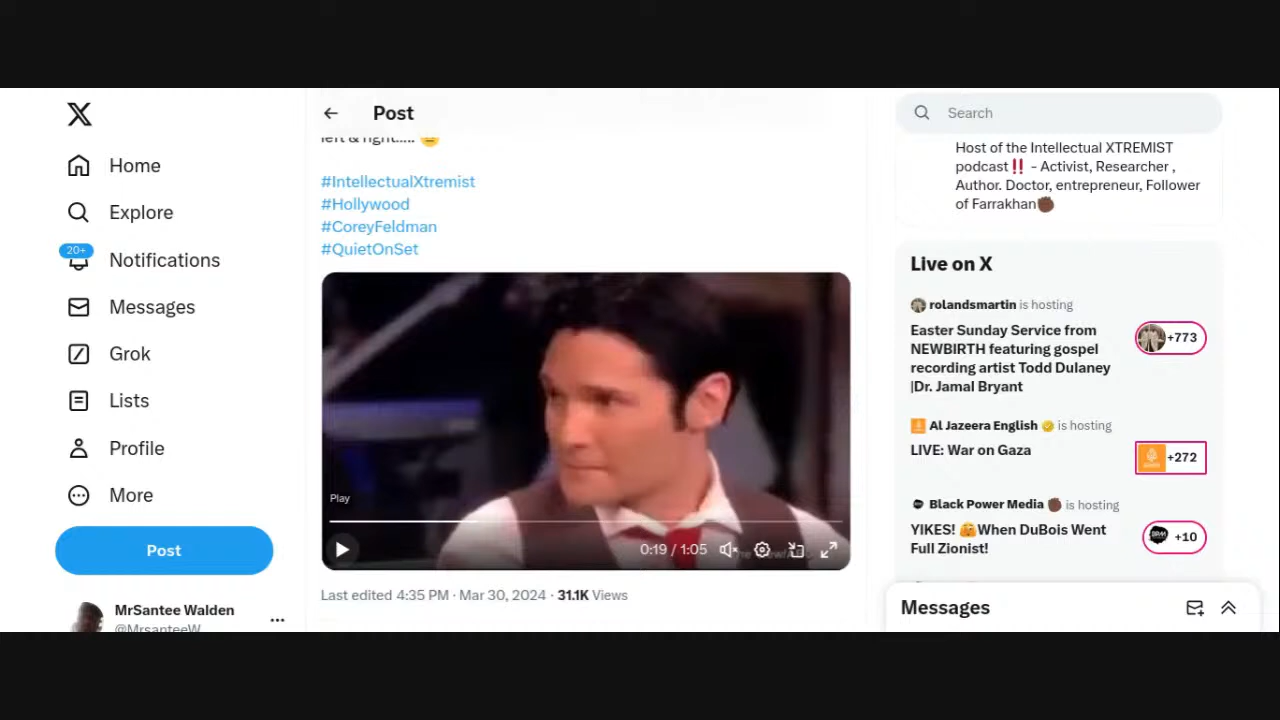 X
Home
Explore
20+
Notifications
Messages
Grok
Lists
Profile
More
Post
MrSantee Walden
@MrsanteeW
Post
left & right..... 
#IntellectualXtremist
#Hollywood
#CoreyFeldman
#QuietOnSet
Play
0:19 / 1:05
Last edited 4:35 PM · Mar 30, 2024 · 31.1K Views
Search
Host of the Intellectual XTREMIST
podcast‼️ - Activist, Researcher ,
Author. Doctor, entrepreneur, Follower
of Farrakhan✊🏿
Live on X
rolandsmartin is hosting
Easter Sunday Service from
NEWBIRTH featuring gospel
recording artist Todd Dulaney
|Dr. Jamal Bryant
+773
Al Jazeera English is hosting
LIVE: War on Gaza
+272
Black Power Media ✊🏿 is hosting
YIKES! 🫣When DuBois Went
Full Zionist!
+10
Messages